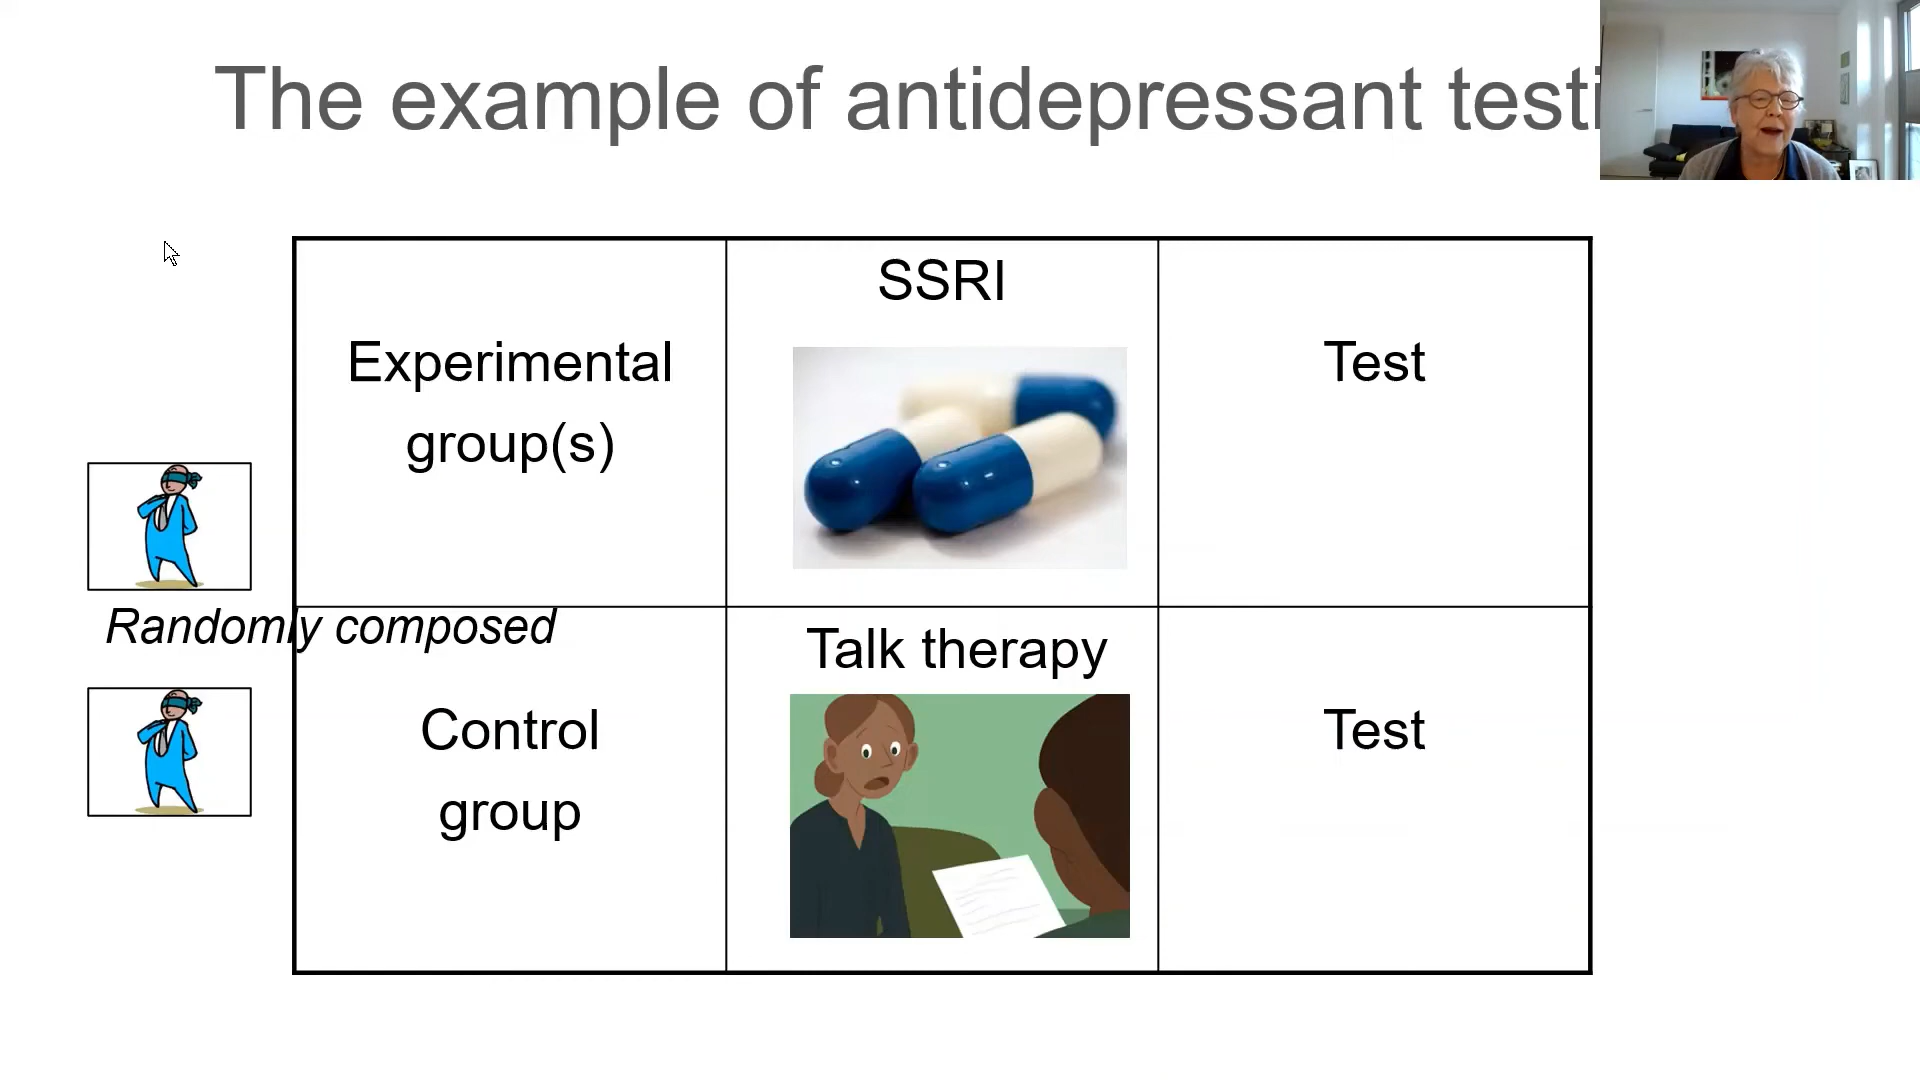 The example of antidepressant testi
SSRI
Experimental
group(s)
Test
Randomly composed
Talk therapy
Control
group
Test